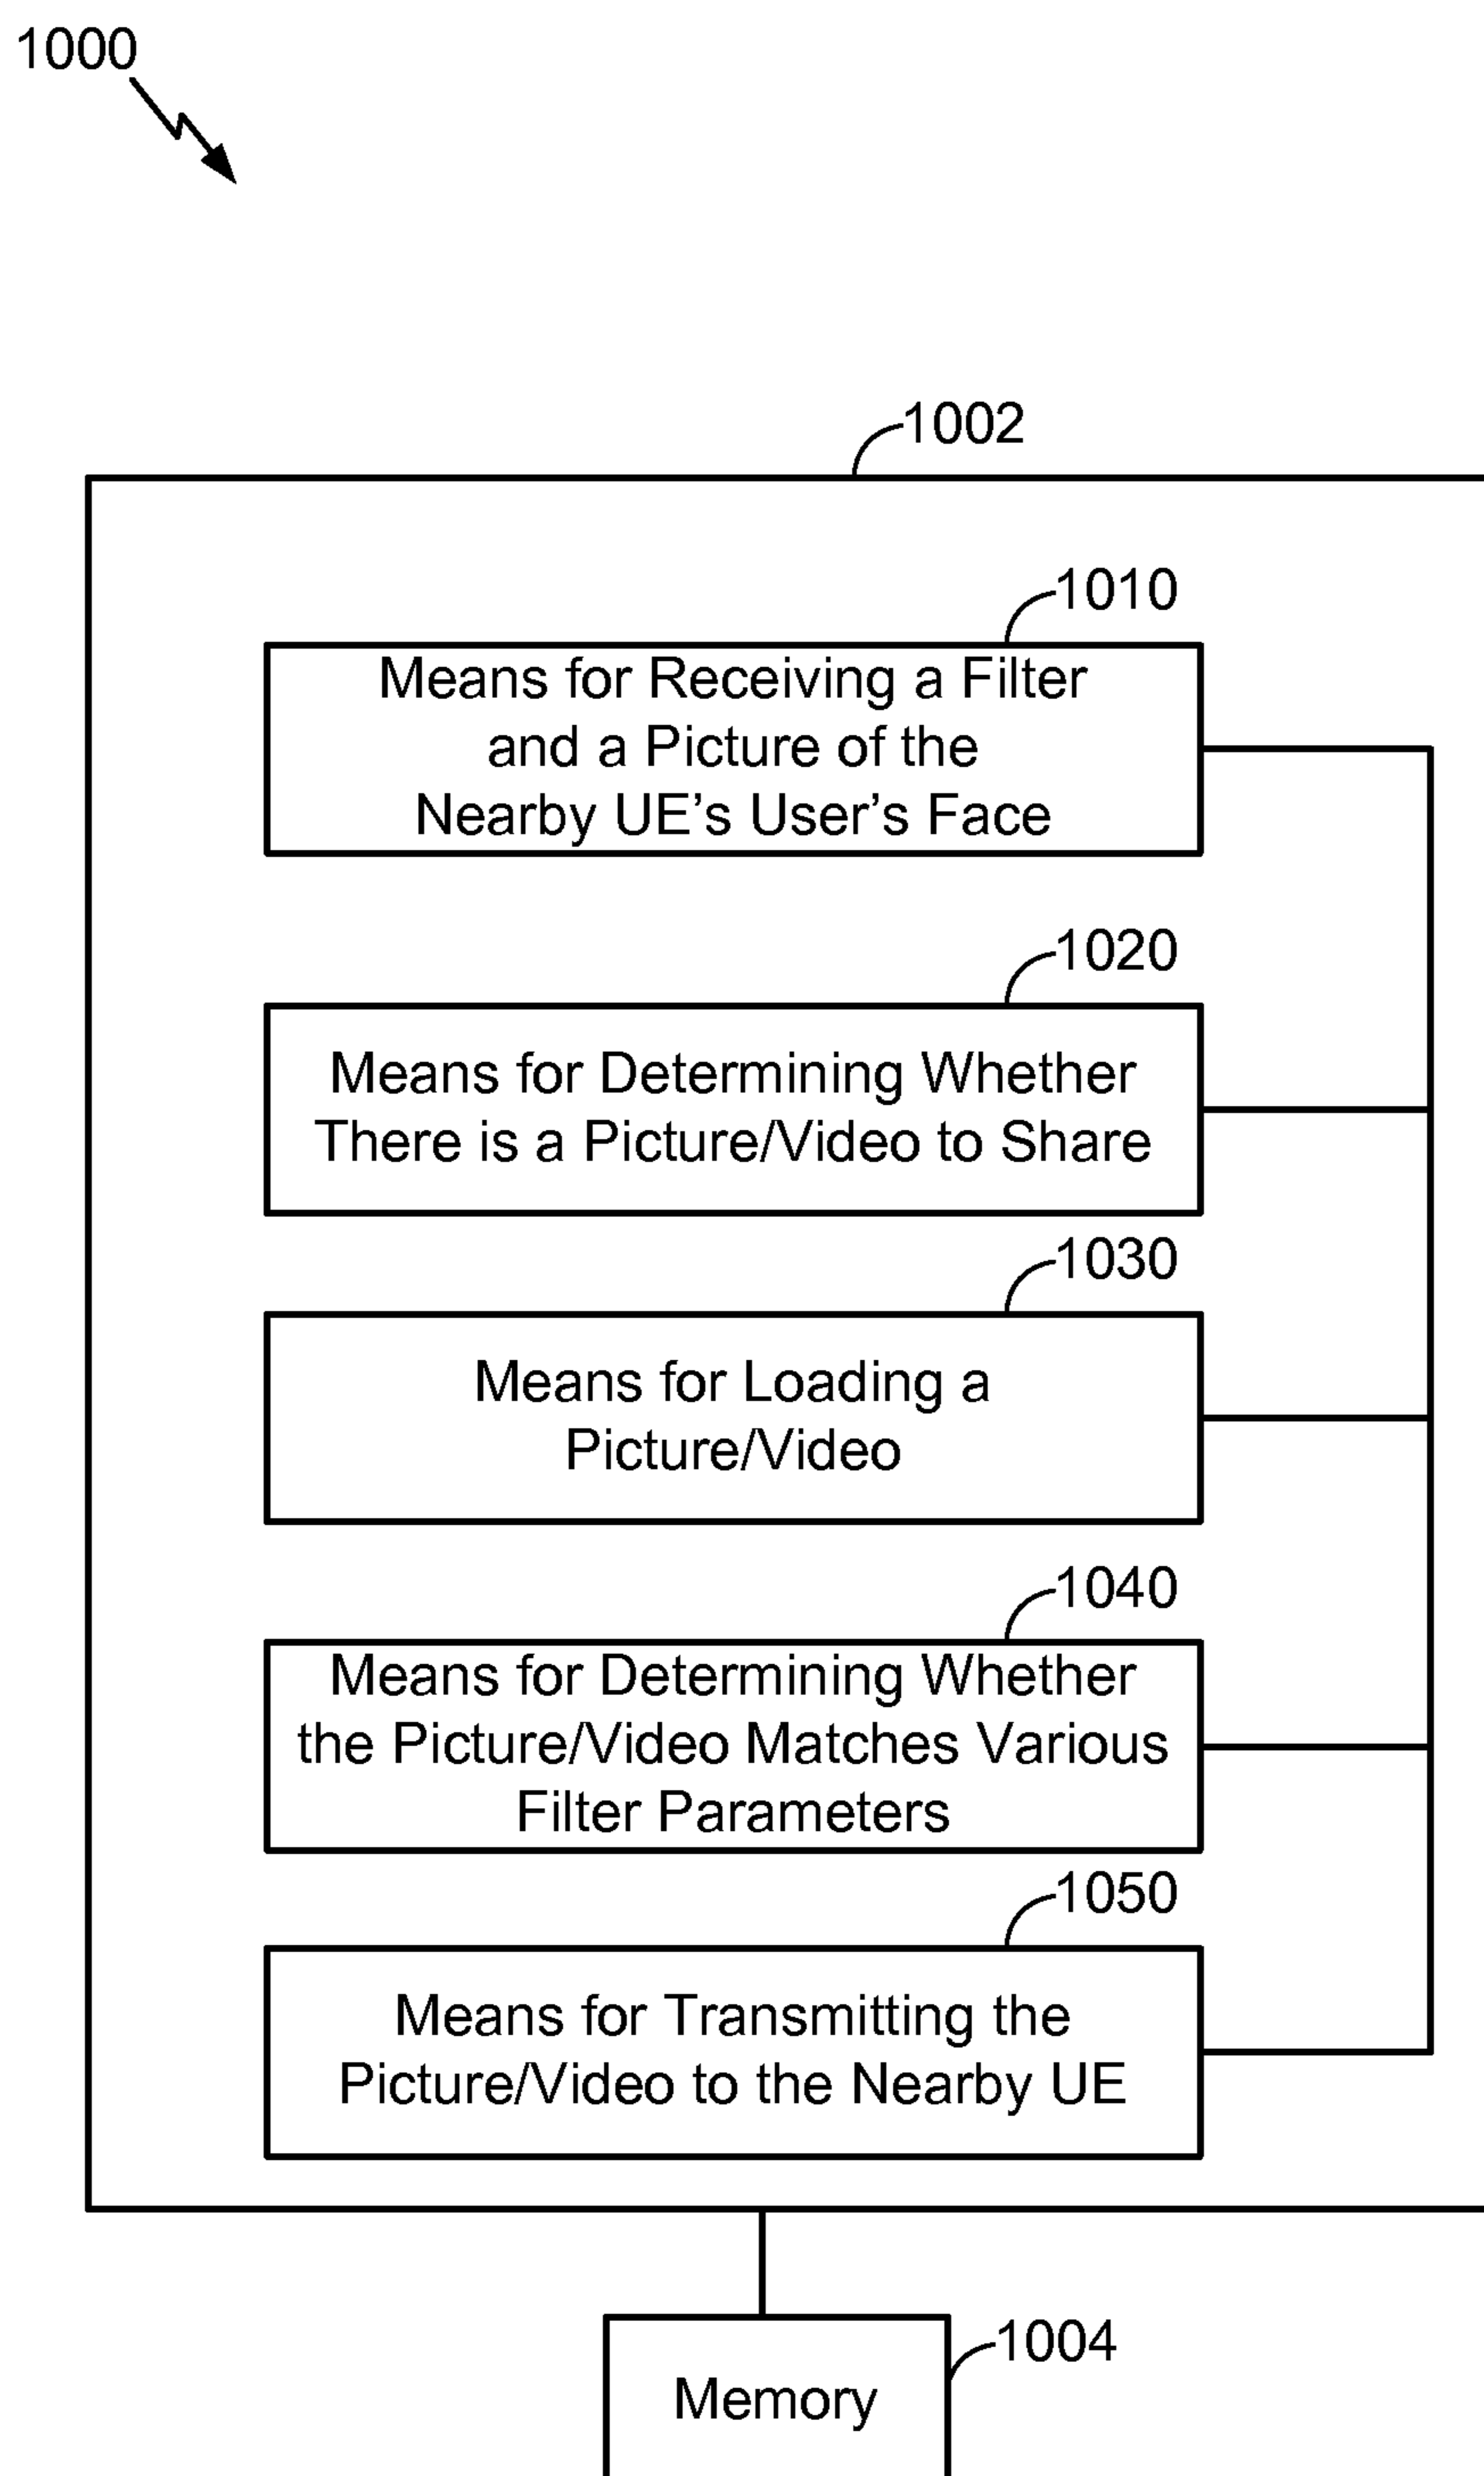 1000
1002
1010
Means for Receiving a Filter
and a Picture of the
Nearby UE’s User’s Face
1020
Means for Determining Whether
There is a Picture/Video to Share
1030
Means for Loading a
Picture/Video
1040
Means for Determining Whether
the Picture/Video Matches Various
Filter Parameters
1050
Means for Transmitting the
Picture/Video to the Nearby UE
1004
Memory